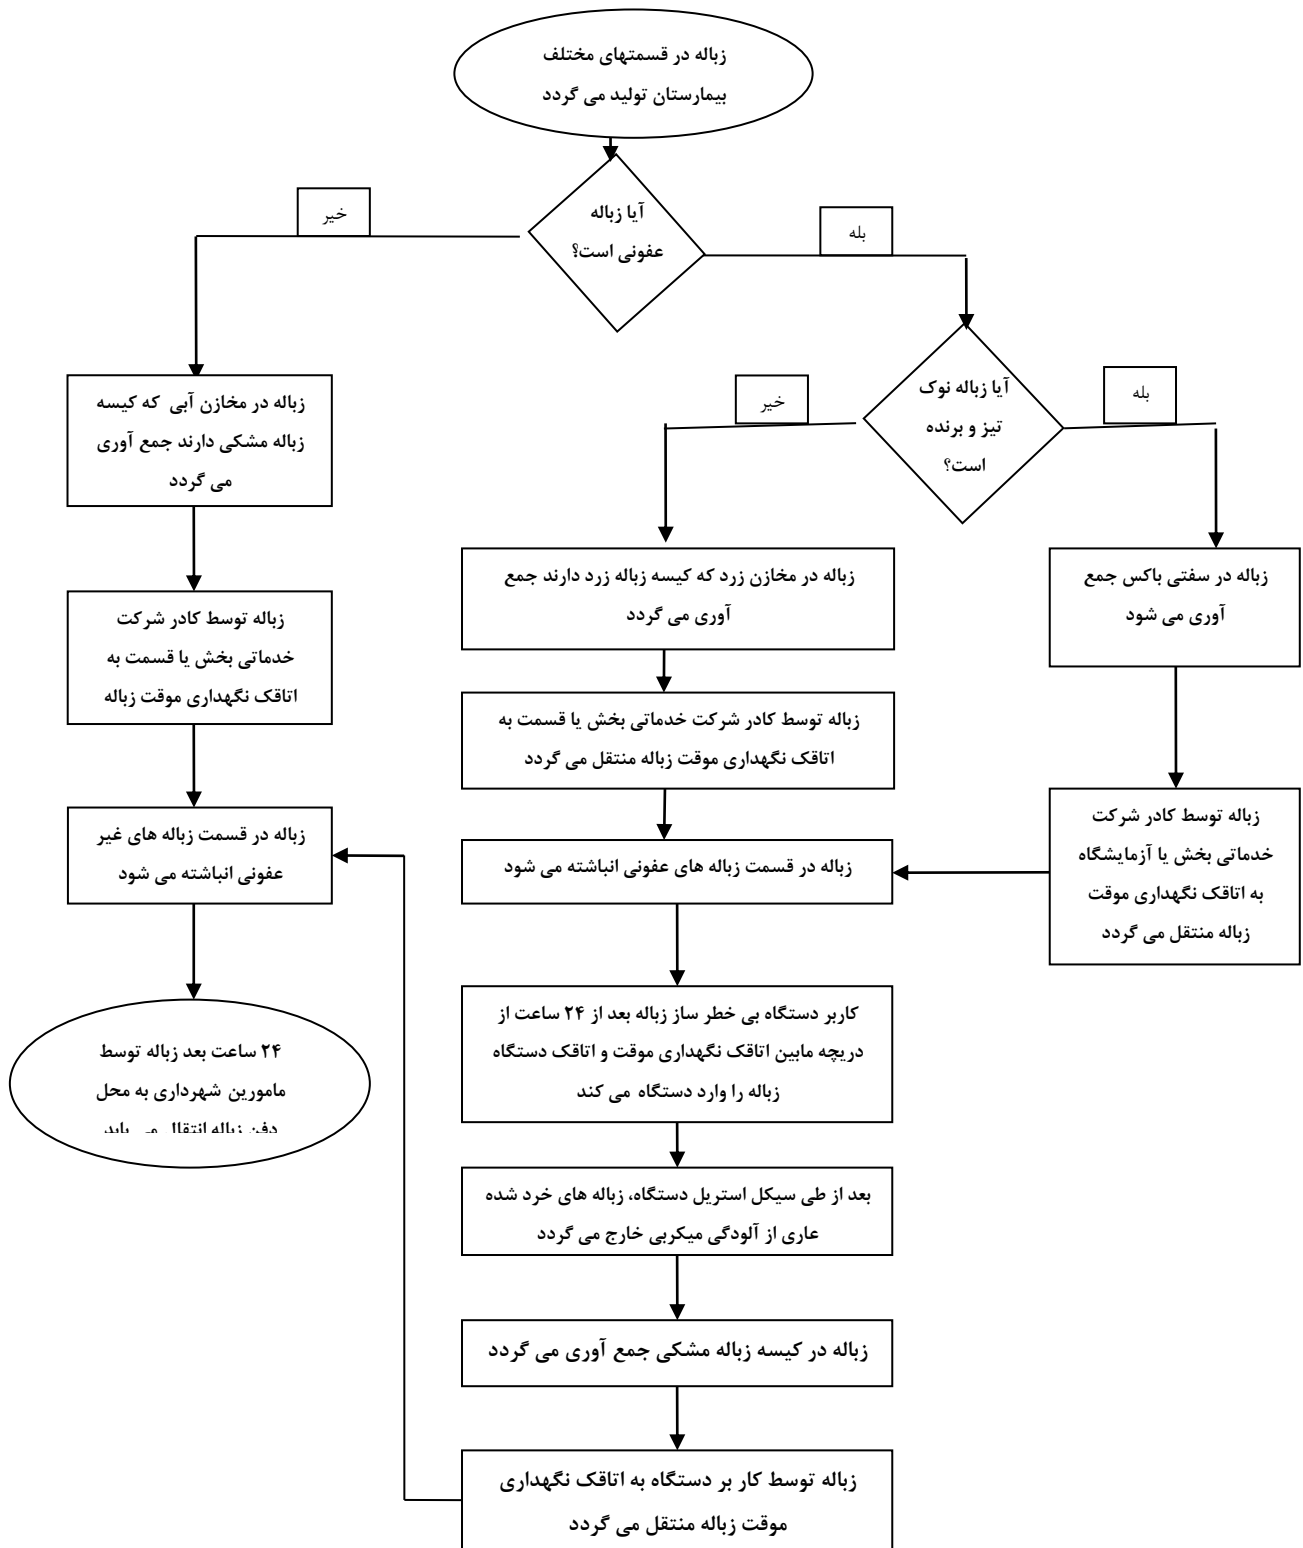 زباله در قسمتهای مختلف
بیمارستان تولید می گردد
آیا زباله
عفونی است؟
بله
خیر
آیا زباله نوک
تیز و برنده
است؟
بله
خیر
زباله در سفتی باکس جمع
آوری می شود
زباله توسط کادر شرکت
خدماتی بخش یا آزمایشگاه
به اتاقک نگهداری موقت
زباله منتقل می گردد
زباله در مخازن زرد که کیسه زباله زرد دارند جمع
آوری می گردد
زباله توسط کادر شرکت خدماتی بخش یا قسمت به
اتاقک نگهداری موقت زباله منتقل می گردد
زباله در قسمت زباله های عفونی انباشته می شود
کاربر دستگاه بی خطر ساز زباله بعد از ۲۴ ساعت از
دریچه مابین اتاقک نگهداری موقت و اتاقک دستگاه
زباله را وارد دستگاه می کند
بعد از طی سیکل استریل دستگاه، زباله های خرد شده
عاری از آلودگی میکربی خارج می گردد
زباله در کیسه زباله مشکی جمع آوری می گردد
زباله توسط کار بر دستگاه به اتاقک نگهداری
موقت زباله منتقل می گردد
زباله در مخازن آبی که کیسه
زباله مشکی دارند جمع آوری
می گردد
زباله توسط کادر شرکت
خدماتی بخش یا قسمت به
اتاقک نگهداری موقت زباله
زباله در قسمت زباله های غیر
عفونی انباشته می شود
۲۴ ساعت بعد زباله توسط
مامورین شهرداری به محل
دفن زباله انتقال می یابد